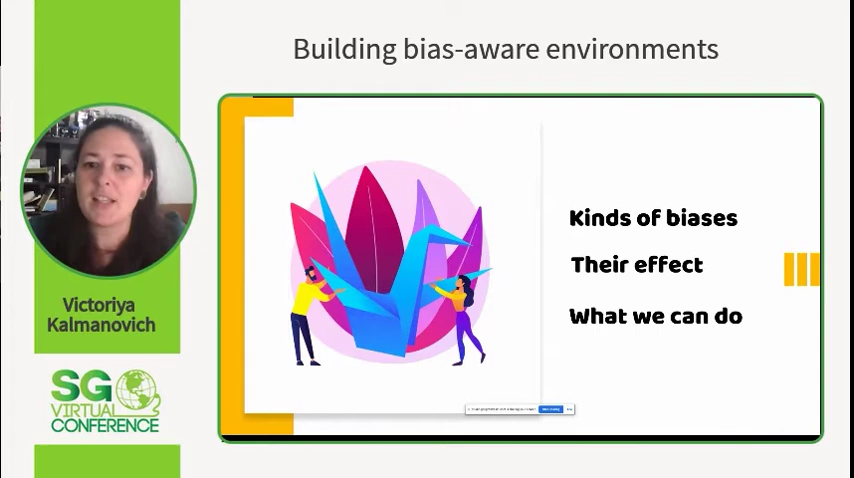 Building bias-aware environments
Kinds of biases
Their effect
What we can do
Victoriya
Kalmanovich
SG
VIRTUAL
CONFERENCE